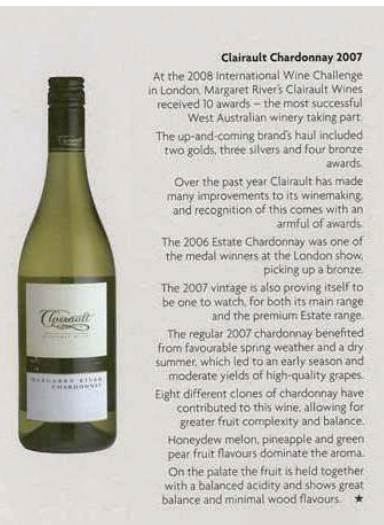 Clairault Chardonnay 2007
At the 2008 International Wine Challenge
in London, Margaret River's Clairault Wines
received 10 awards – the most successful
West Australian winery taking part.
The up-and-coming brand's haul included
two golds, three silvers and four bronze
awards.
Over the past year Clairault has made
many improvements to its winemaking,
and recognition of this comes with an
armful of awards.
The 2006 Estate Chardonnay was one of
the medal winners at the London show,
picking up a bronze.
The 2007 vintage is also proving itself to
be one to watch, for both its main range
and the premium Estate range.
The regular 2007 chardonnay benefited
from favourable spring weather and a dry
summer, which led to an early season and
moderate yields of high-quality grapes.
Eight different clones of chardonnay have
contributed to this wine, allowing for
greater fruit complexity and balance.
Honeydew melon, pineapple and green
pear fruit flavours dominate the aroma.
On the palate the fruit is held together
with a balanced acidity and shows great
balance and minimal wood flavours. ★
Clairault
MARGARET RIVER
CHARDONNAY